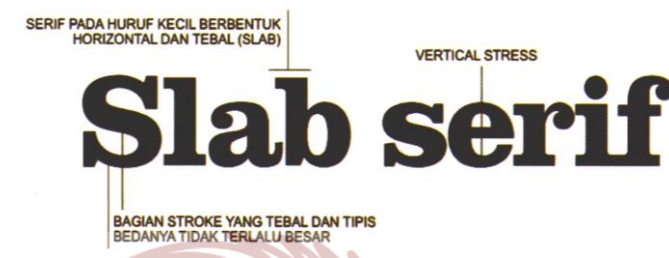 SERIF PADA HURUF KECIL BERBENTUK
HORIZONTAL DAN TEBAL (SLAB)
VERTICAL STRESS
Slab serif
BAGIAN STROKE YANG TEBAL DAN TIPIS
BEDANYA TIDAK TERLALU BESAR